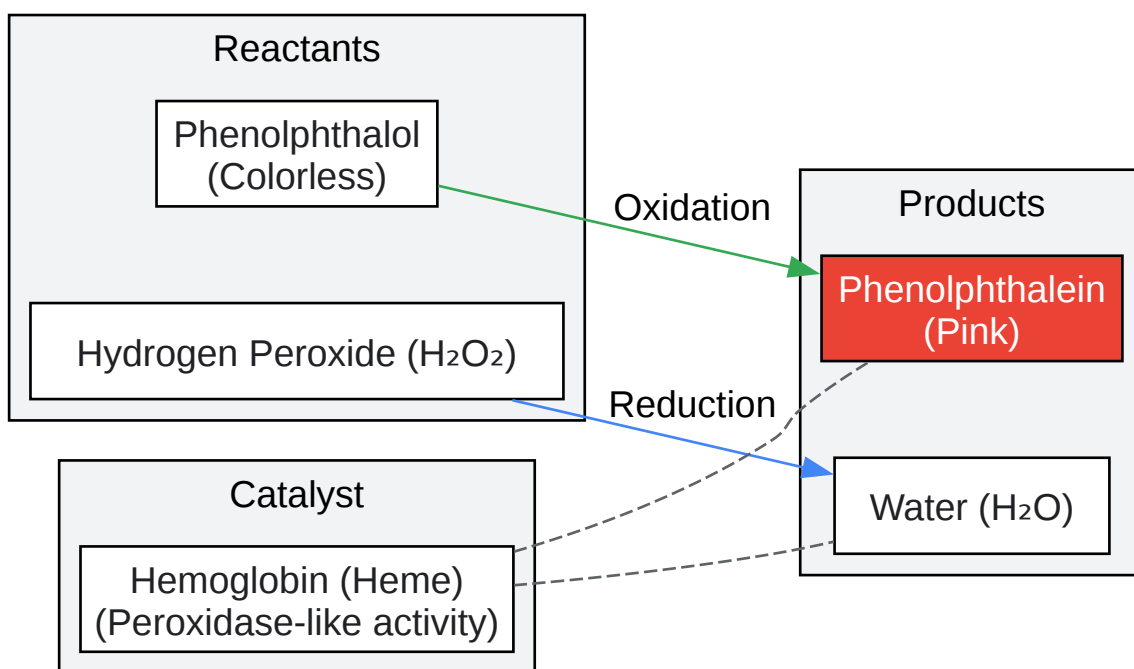 Reactants
Phenolphthalol
(Colorless)
Hydrogen Peroxide (H₂O₂)
Oxidation
Reduction
Products
Phenolphthalein
(Pink)
Water (H₂O)
Catalyst
Hemoglobin (Heme)
(Peroxidase-like activity)